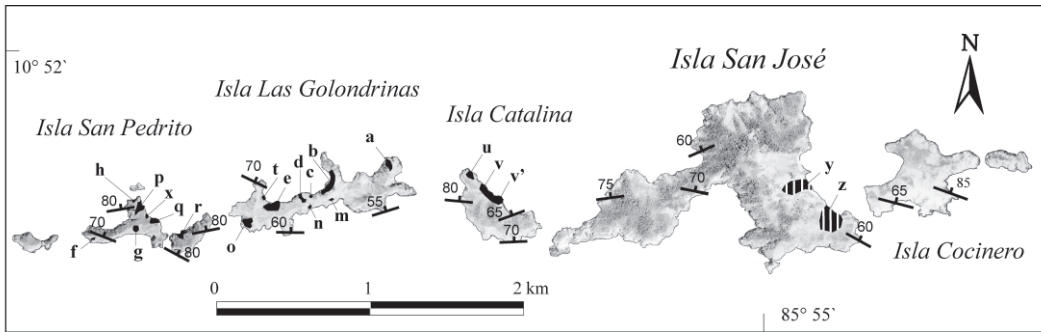 10° 52`
Isla San Pedrito
Isla Las Golondrinas
Isla Catalina
Isla San José
Isla Cocinero
N
h
p
x
q
r
f
g
80
70
80
80
70
t
e
d
c
b
a
o
n
m
60
55
u
v
v’
80
65
70
60
75
70
y
z
60
65
85
0 1 2 km
85° 55`